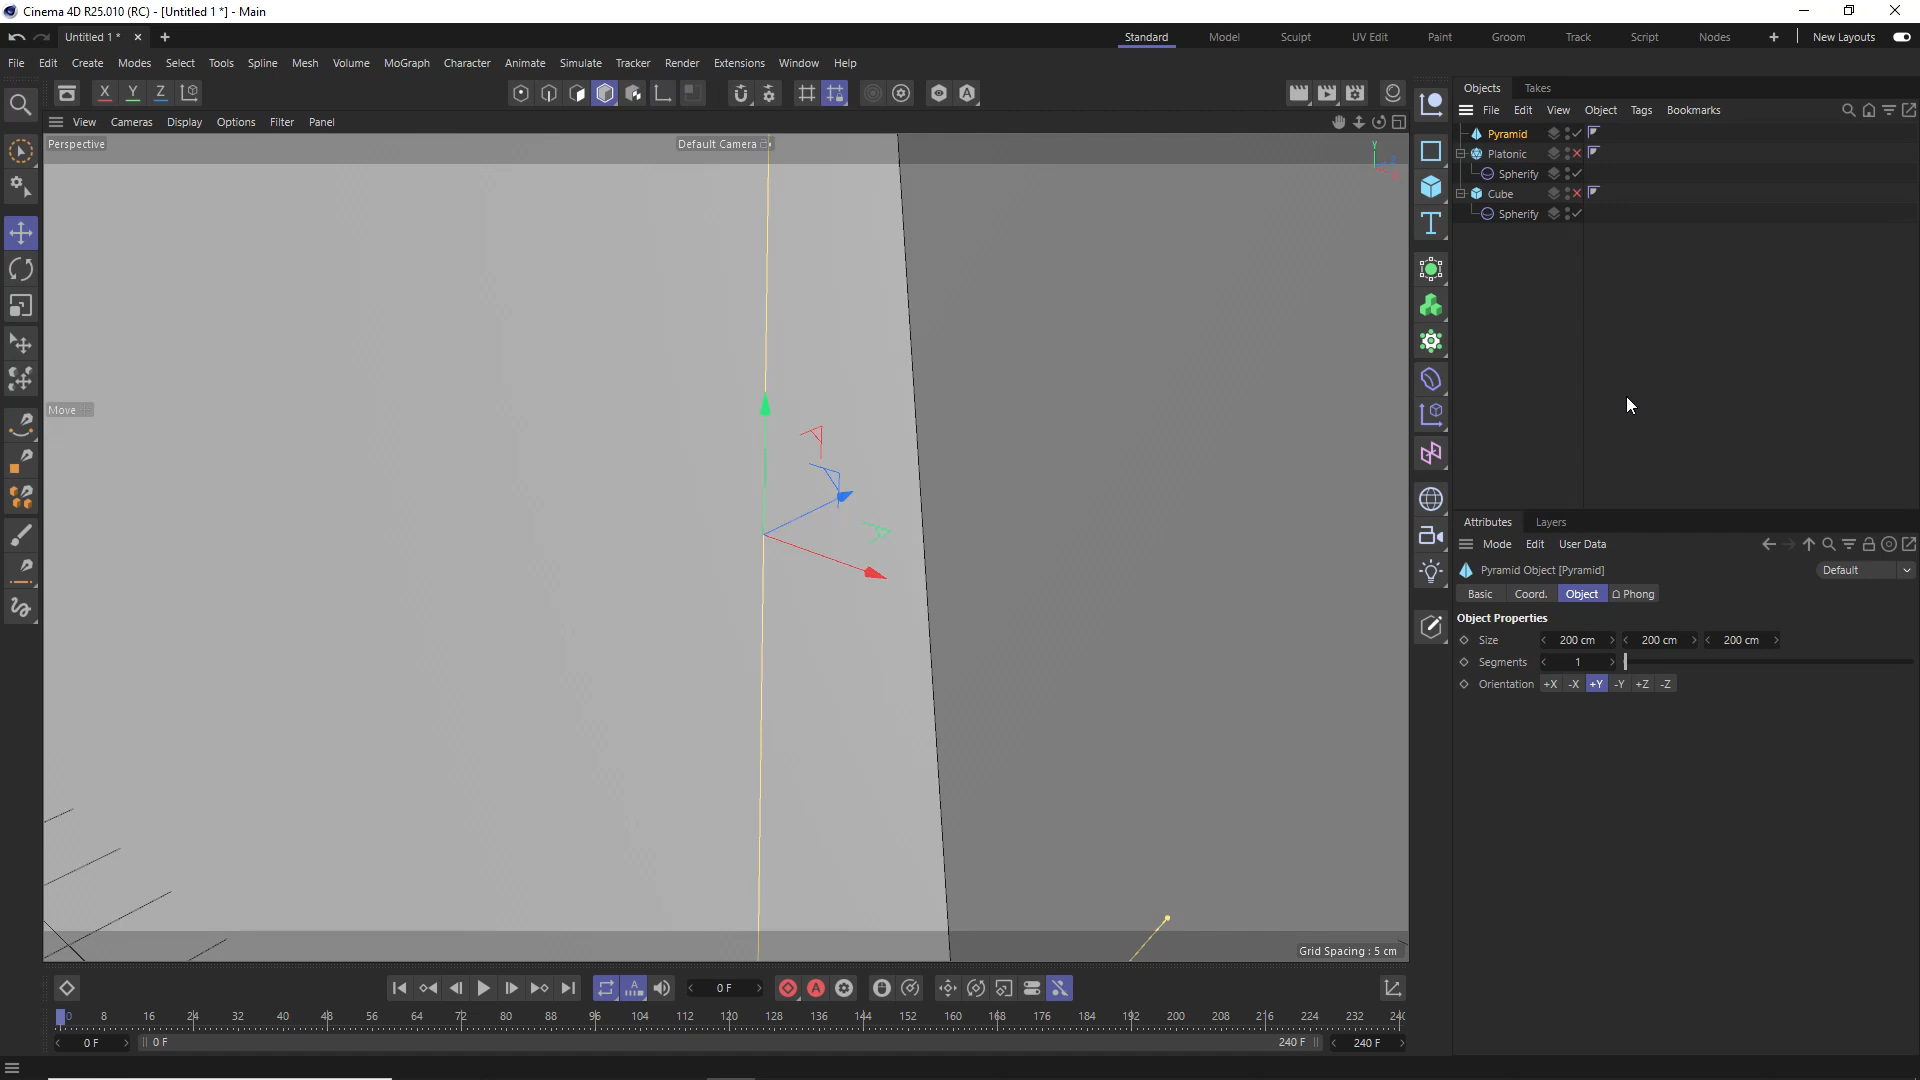 Cinema 4D R25.010 (RC) - [Untitled 1 *] - Main
Untitled 1 *
Standard Model Sculpt UV Edit Paint Groom Track Script Nodes New Layouts
File Edit Create Modes Select Tools Spline Mesh Volume MoGraph Character Animate Simulate Tracker Render Extensions Window Help
X Y Z
View Cameras Display Options Filter Panel
Perspective
Default Camera
Y
Z
X
Move
Grid Spacing : 5 cm
Objects Takes
File Edit View Object Tags Bookmarks
Pyramid
Platonic
Spherify
Cube
Spherify
Attributes Layers
Mode Edit User Data
Pyramid Object [Pyramid]
Default
Basic Coord. Object Phong
Object Properties
Size 200 cm 200 cm 200 cm
Segments 1
Orientation +X -X +Y -Y +Z -Z
0 F
0 8 16 24 32 40 48 56 64 72 80 88 96 104 112 120 128 136 144 152 160 168 176 184 192 200 208 216 224 232
0 F 0 F 240 F 240 F